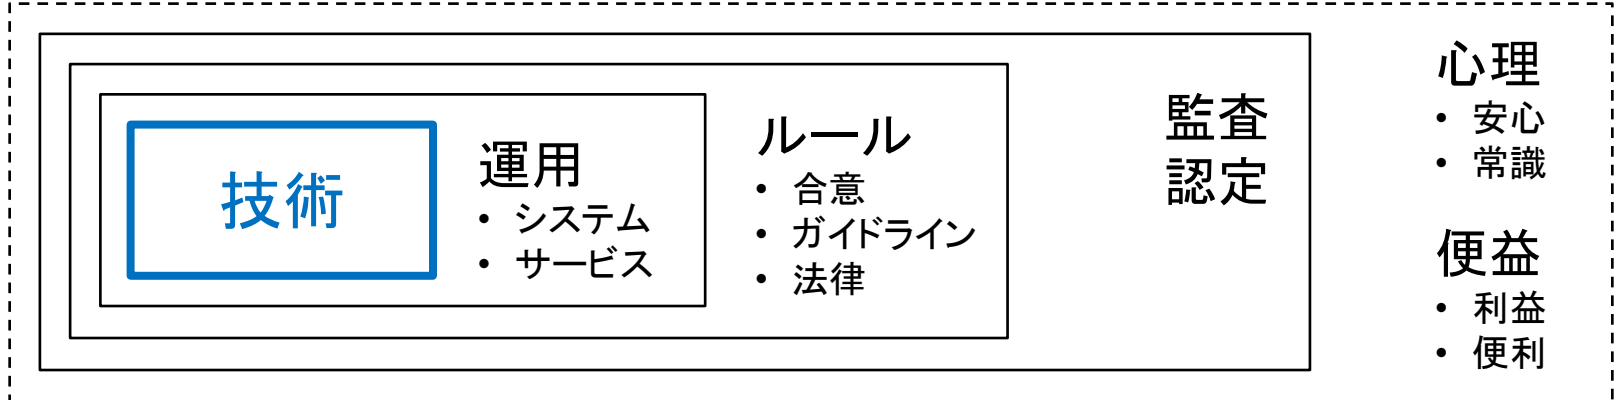 技術
運用
• システム
• サービス
ルール
• 合意
• ガイドライン
• 法律
監査
認定
心理
• 安心
• 常識
便益
• 利益
• 便利